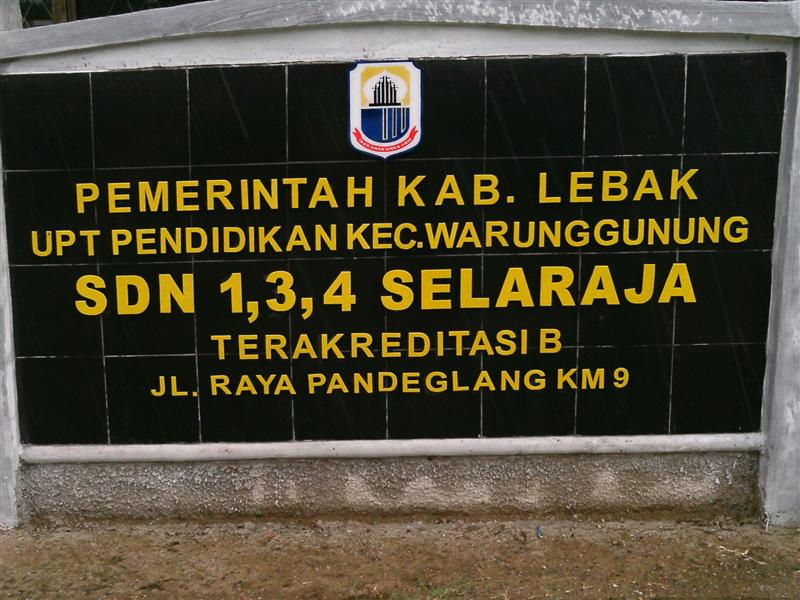 PEMERINTAH KAB. LEBAK
UPT PENDIDIKAN KEC.WARUNGGUNUNG
SDN 1,3,4 SELARAJA
TERAKREDITASI B
JL. RAYA PANDEGLANG KM 9